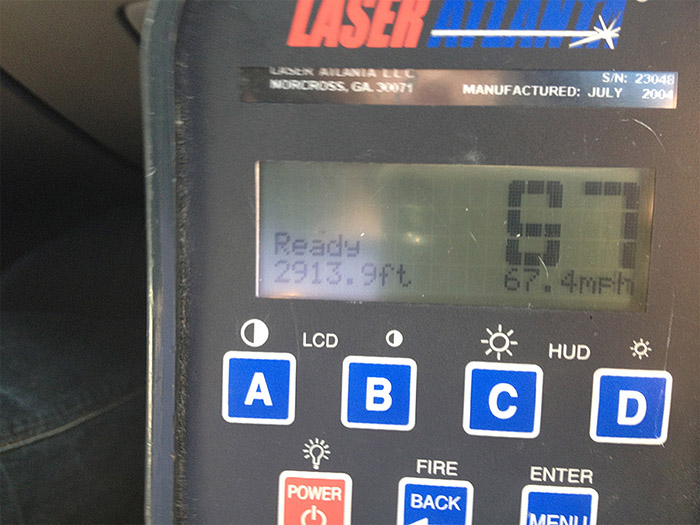 LASER ATLANTA
LASER ATLANTA L L C
S/N: 23048
NORCROSS, GA. 30071
MANUFACTURED: JULY 2004
67
Ready
2913.9ft
67.4mph
LCD
HUD
A
B
C
D
FIRE
ENTER
POWER
BACK
MENU